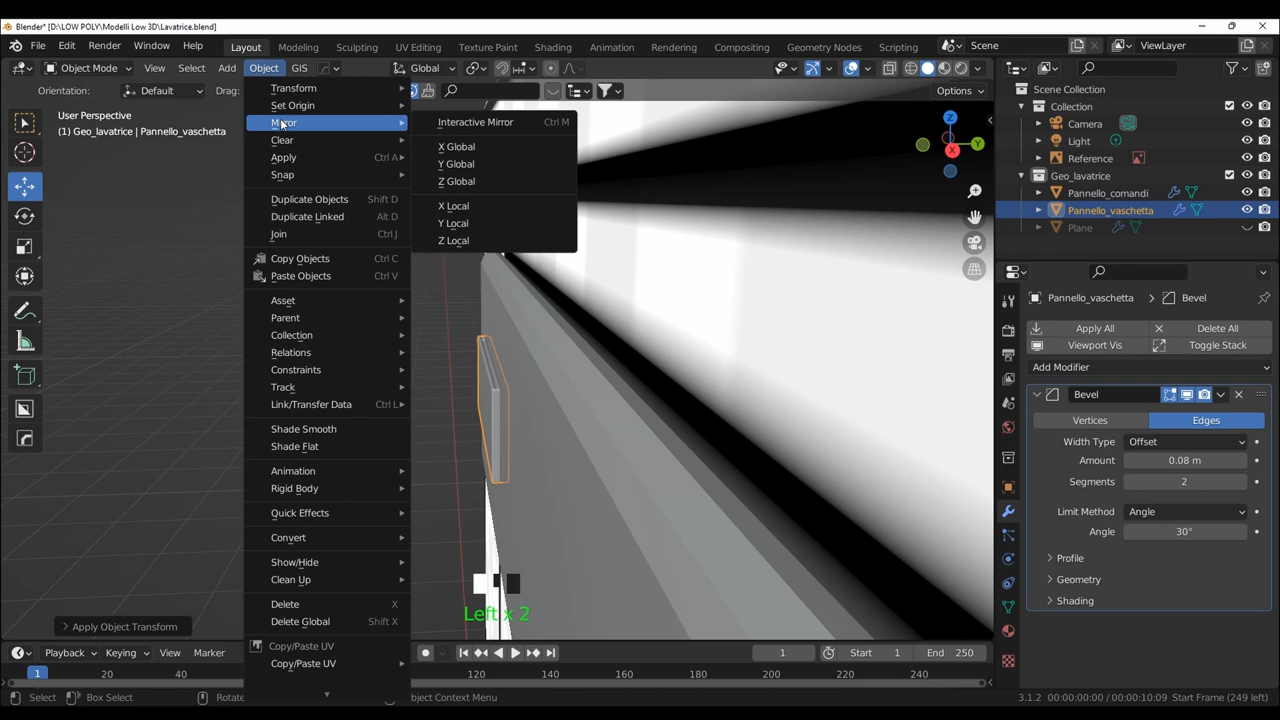 Blender* [D:\LOW POLY\Modelli Low 3D\Lavatrice.blend]
File Edit Render Window Help Layout Modeling Sculpting UV Editing Texture Paint Shading Animation Rendering Compositing Geometry Nodes Scripting Scene ViewLayer
Object Mode View Select Add Object GIS Global
Orientation: Default Drag: Options
User Perspective
(1) Geo_lavatrice | Pannello_vaschetta
Transform
Set Origin
Mirror
Clear
Apply Ctrl A
Snap
Duplicate Objects Shift D
Duplicate Linked Alt D
Join Ctrl J
Copy Objects Ctrl C
Paste Objects Ctrl V
Asset
Parent
Collection
Relations
Constraints
Track
Link/Transfer Data Ctrl L
Shade Smooth
Shade Flat
Animation
Rigid Body
Quick Effects
Convert
Show/Hide
Clean Up
Delete X
Delete Global Shift X
Copy/Paste UV
Copy/Paste UV
Interactive Mirror Ctrl M
X Global
Y Global
Z Global
X Local
Y Local
Z Local
Z
Y
X
Left x 2
Apply Object Transform
Scene Collection
Collection
Camera
Light
Reference
Geo_lavatrice
Pannello_comandi
Pannello_vaschetta
Plane
Pannello_vaschetta > Bevel
Apply All Delete All
Viewport Vis Toggle Stack
Add Modifier
Bevel
Vertices Edges
Width Type Offset
Amount 0.08 m
Segments 2
Limit Method Angle
Angle 30°
Profile
Geometry
Shading
Playback Keying View Marker 1 Start 1 End 250
1 20 40 120 140 160 180 200 220 240
Select Box Select Rotate bject Context Menu 3.1.2 00:00:00:00 / 00:00:10:09 Start Frame (249 left)